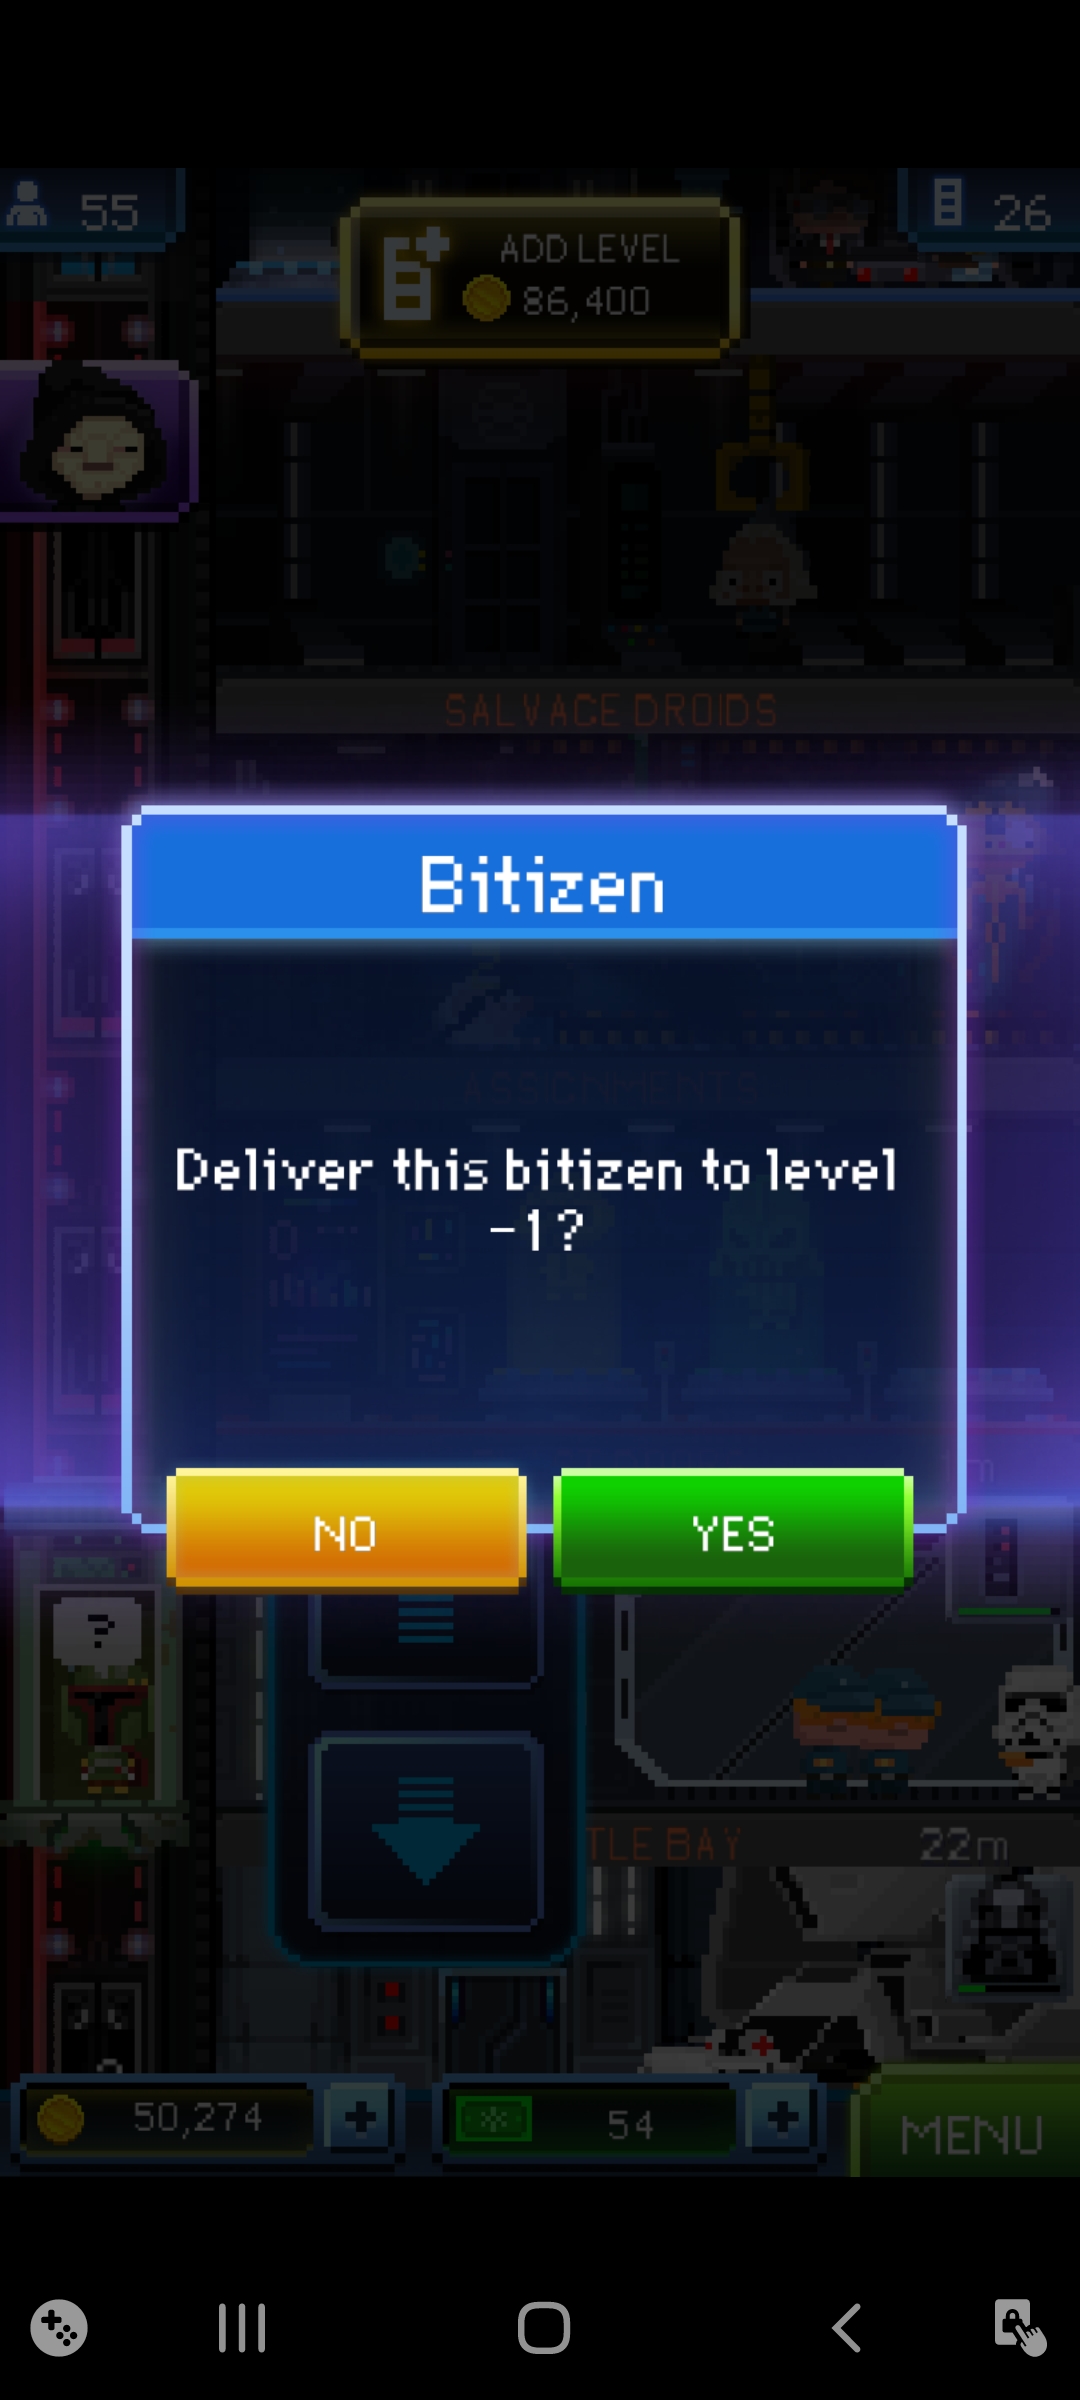 55
26
ADD LEVEL
86,400
SALVAGE DROIDS
Bitizen
ASSIGNMENTS
Deliver this bitizen to level
-1?
NO
YES
?
TLE BAY
22m
50,274
54
MENU